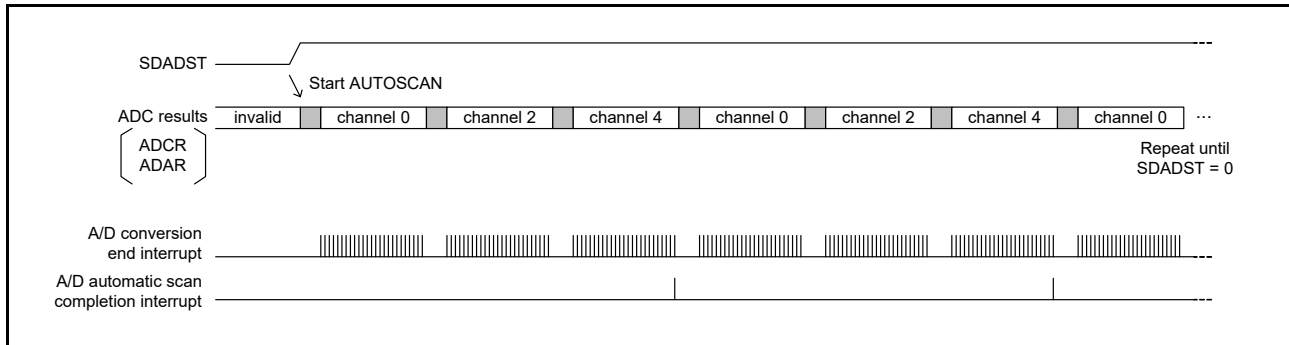 SDADST
Start AUTOSCAN
ADC results invalid channel 0 channel 2 channel 4 channel 0 channel 2 channel 4 channel 0 ...
ADCR
ADAR
Repeat until
SDADST = 0
A/D conversion
end interrupt
A/D automatic scan
completion interrupt